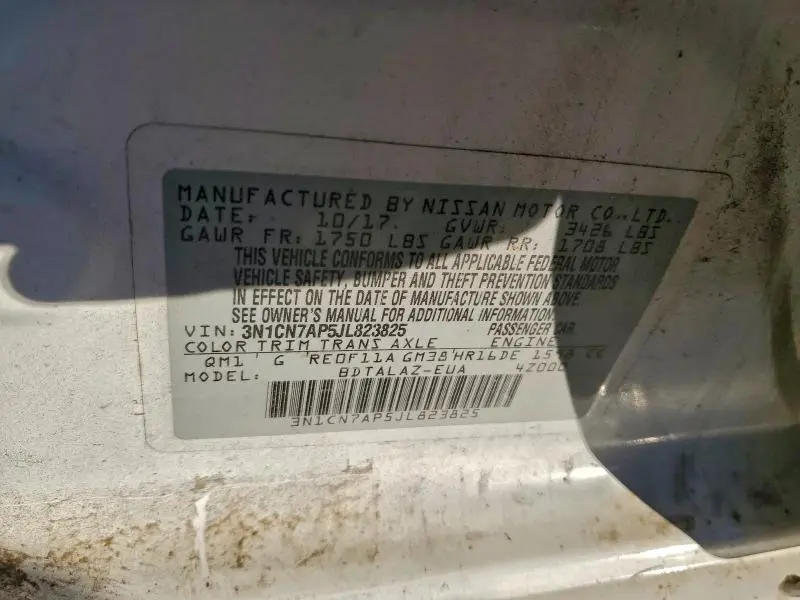 MANUFACTURED BY NISSAN MOTOR CO., LTD.
DATE: 10/17 GVWR: 3426 LBS
GAWR FR: 1750 LBS GAWR RR: 1708 LBS
THIS VEHICLE CONFORMS TO ALL APPLICABLE FEDERAL MOTOR
VEHICLE SAFETY, BUMPER AND THEFT PREVENTION STANDARDS
IN EFFECT ON THE DATE OF MANUFACTURE SHOWN ABOVE.
SEE OWNER'S MANUAL FOR ADDITIONAL INFORMATION.
VIN: 3N1CN7AP5JL823825 PASSENGER CAR
COLOR TRIM TRANS AXLE ENGINE
QM1 G RE0F11A GM38 HR16DE 1598 CC
MODEL: BDTALAZ-EUA 4Z000
3N1CN7AP5JL823825